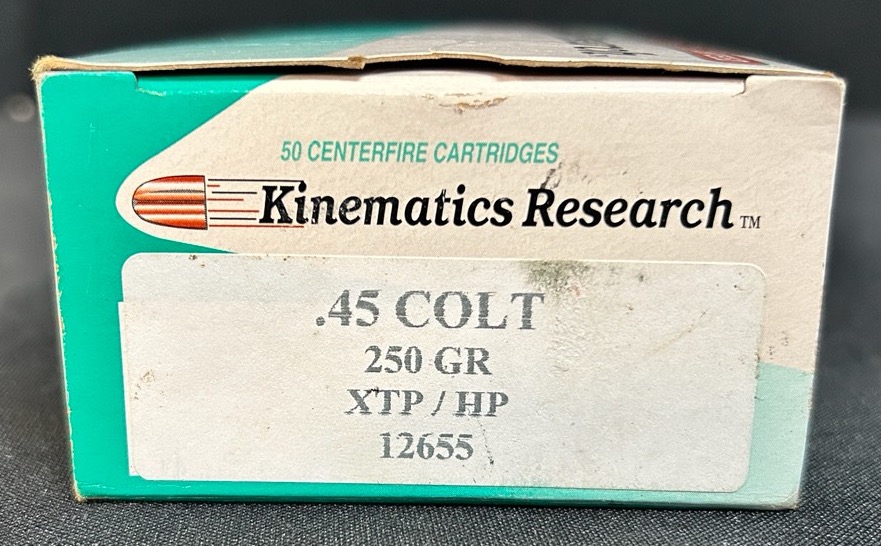 50 CENTERFIRE CARTRIDGES
Kinematics Research™
.45 COLT
250 GR
XTP / HP
12655